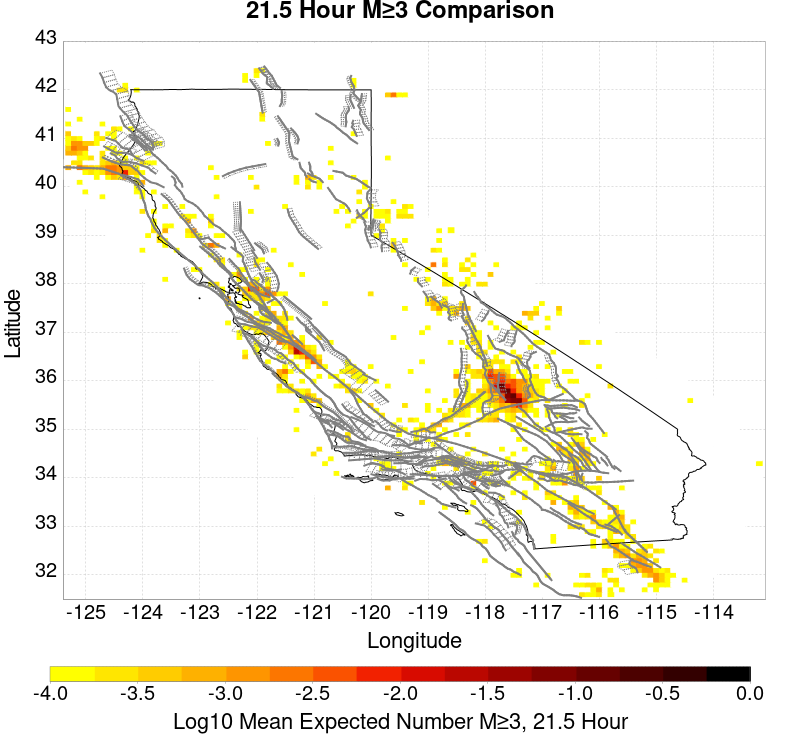 21.5 Hour M≥3 Comparison
43
42
41
40
39
38
37
36
35
34
33
32
Latitude
-125 -124 -123 -122 -121 -120 -119 -118 -117 -116 -115 -114
Longitude
-4.0 -3.5 -3.0 -2.5 -2.0 -1.5 -1.0 -0.5 0.0
Log10 Mean Expected Number M≥3, 21.5 Hour